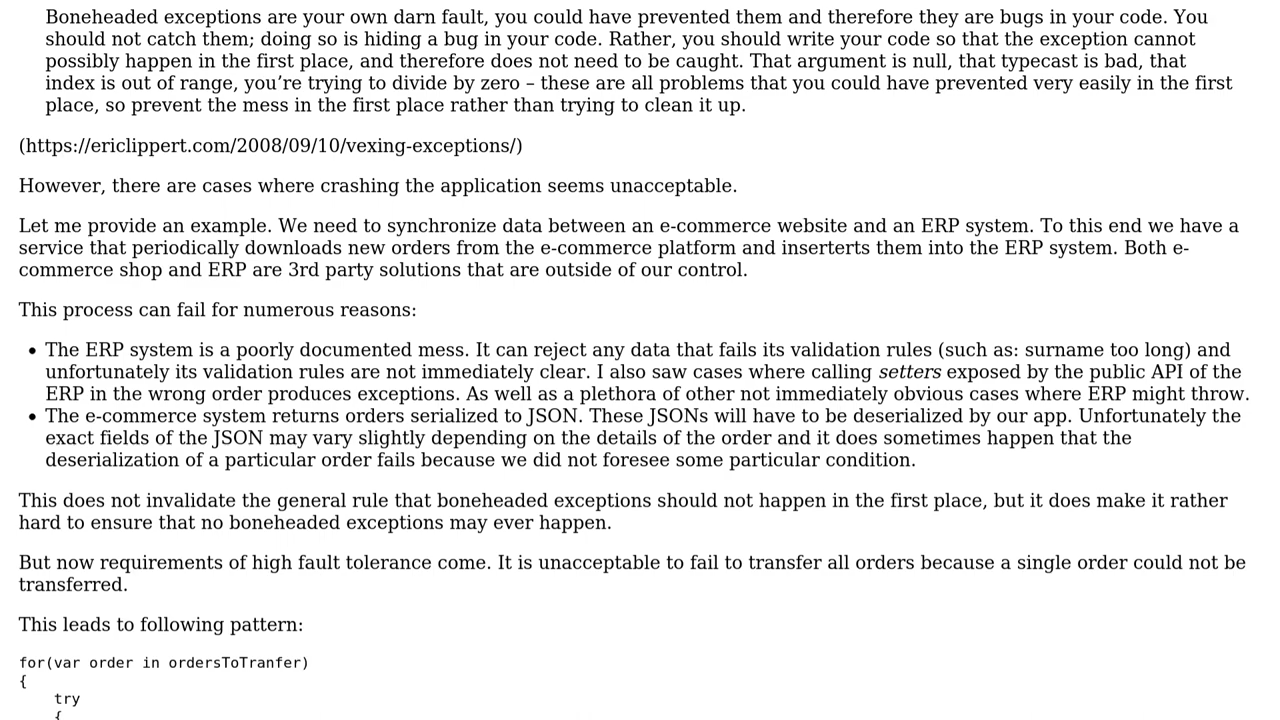 Boneheaded exceptions are your own darn fault, you could have prevented them and therefore they are bugs in your code. You
should not catch them; doing so is hiding a bug in your code. Rather, you should write your code so that the exception cannot
possibly happen in the first place, and therefore does not need to be caught. That argument is null, that typecast is bad, that
index is out of range, you’re trying to divide by zero – these are all problems that you could have prevented very easily in the first
place, so prevent the mess in the first place rather than trying to clean it up.
(https://ericlippert.com/2008/09/10/vexing-exceptions/)
However, there are cases where crashing the application seems unacceptable.
Let me provide an example. We need to synchronize data between an e-commerce website and an ERP system. To this end we have a
service that periodically downloads new orders from the e-commerce platform and inserterts them into the ERP system. Both e-
commerce shop and ERP are 3rd party solutions that are outside of our control.
This process can fail for numerous reasons:
• The ERP system is a poorly documented mess. It can reject any data that fails its validation rules (such as: surname too long) and
unfortunately its validation rules are not immediately clear. I also saw cases where calling setters exposed by the public API of the
ERP in the wrong order produces exceptions. As well as a plethora of other not immediately obvious cases where ERP might throw.
• The e-commerce system returns orders serialized to JSON. These JSONs will have to be deserialized by our app. Unfortunately the
exact fields of the JSON may vary slightly depending on the details of the order and it does sometimes happen that the
deserialization of a particular order fails because we did not foresee some particular condition.
This does not invalidate the general rule that boneheaded exceptions should not happen in the first place, but it does make it rather
hard to ensure that no boneheaded exceptions may ever happen.
But now requirements of high fault tolerance come. It is unacceptable to fail to transfer all orders because a single order could not be
transferred.
This leads to following pattern:
for(var order in ordersToTranfer)
{
    try
    {